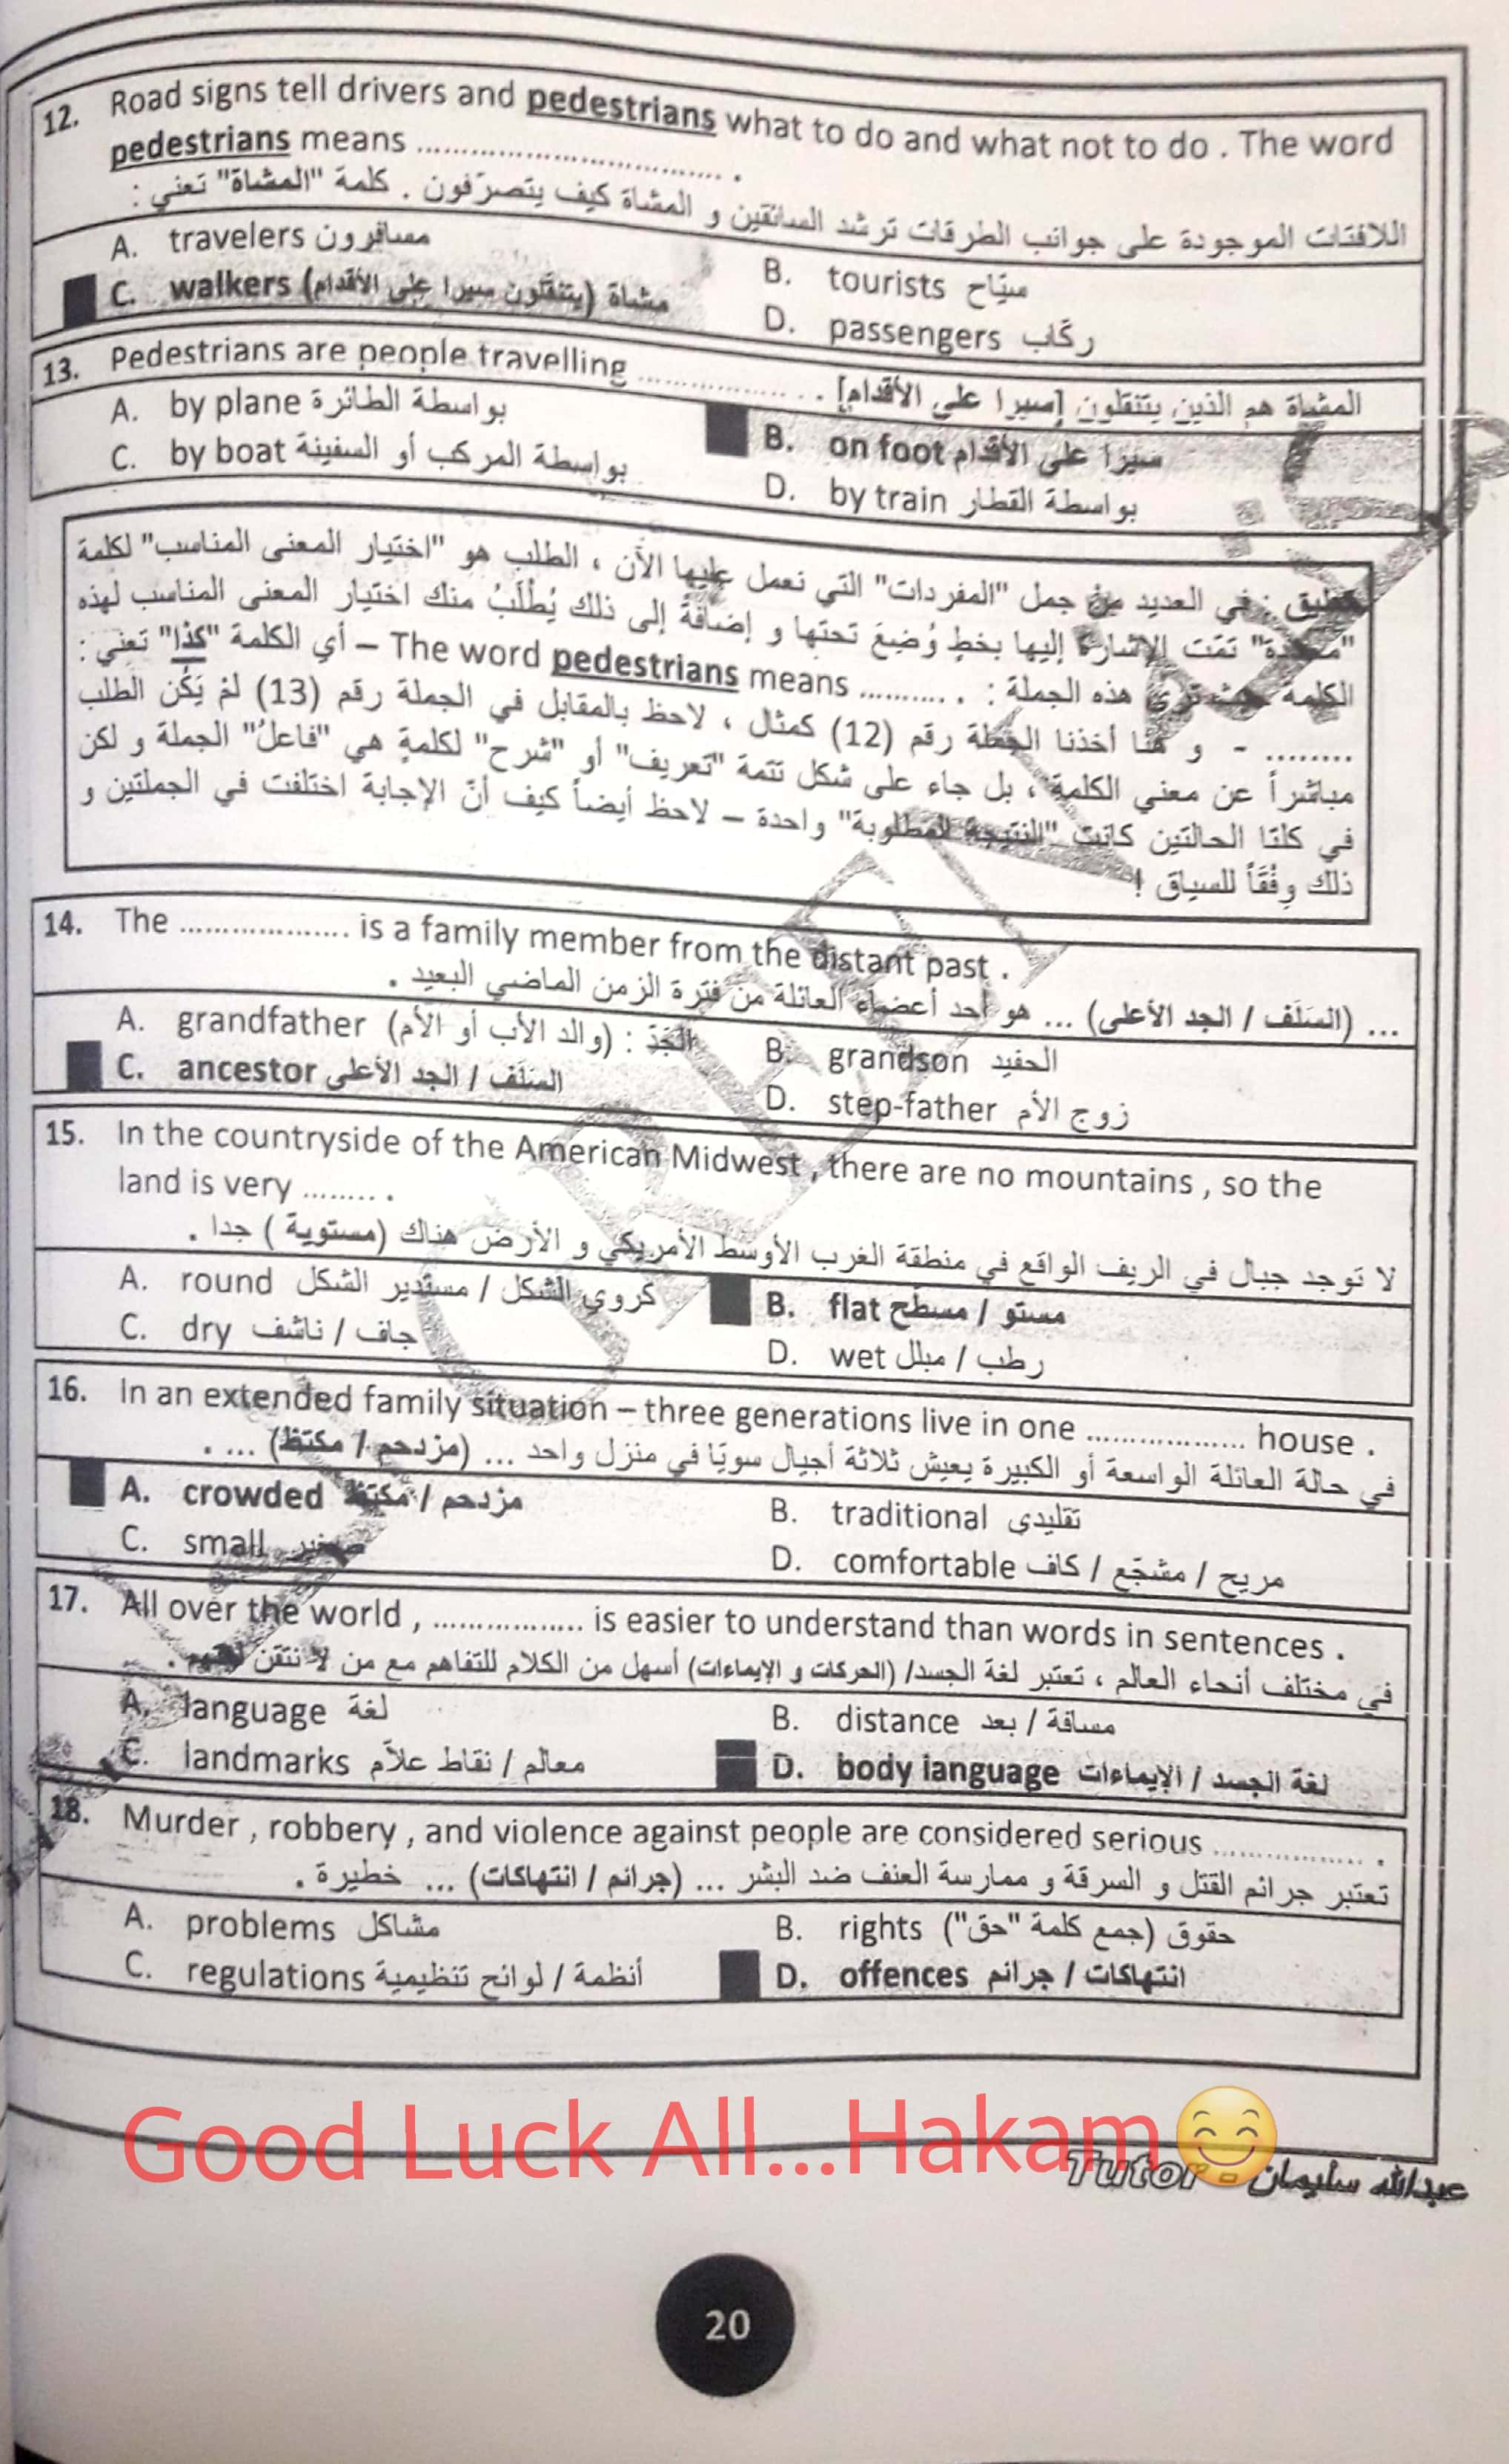 12. Road signs tell drivers and pedestrians what to do and what not to do . The word
pedestrians means ................................ .
اللافتات الموجودة على جوانب الطرقات ترشد السائقين و المشاة كيف يتصرّفون . كلمة "المشاة" تعني :
A. travelers مسافرون
B. tourists سيّاح
C. walkers مشاة (يتنقّلون سيرا على الأقدام)
D. passengers ركّاب
13. Pedestrians are people travelling .................... . المشاة هم الذين يتنقلون [سيرا على الأقدام]
A. by plane بواسطة الطائرة
B. on foot سيرا على الأقدام
C. by boat بواسطة المركب أو السفينة
D. by train بواسطة القطار
تطبيق : في العديد من جمل "المفردات" التي نعمل عليها الآن ، الطلب هو "اختيار المعنى المناسب" لكلمة
تمّت الإشارة إليها بخطٍ وُضِعَ تحتها و إضافةً إلى ذلك يُطْلَبُ منك اختيار المعنى المناسب لهذه
الكلمة حيث ترى هذه الجملة : . .......... The word pedestrians means – أي الكلمة "كذا" تعني :
......... - و هنا أخذنا الجملة رقم (12) كمثال ، لاحظ بالمقابل في الجملة رقم (13) لمْ يَكُن الطلب
مباشراً عن معني الكلمة ، بل جاء على شكل تتمة "تعريف" أو "شرح" لكلمةٍ هي "فاعلُ" الجملة و لكن
في كلتا الحالتين كانت "النتيجة المطلوبة" واحدة – لاحظ أيضاً كيف أنّ الإجابة اختلفت في الجملتين و
ذلك وِفْقَاً للسياق !
14. The ................... is a family member from the distant past .
... (السَلَف / الجد الأعلى) ... هو أحد أعضاء العائلة من فترة الزمن الماضي البعيد .
A. grandfather الجَدّ : (والد الأب أو الأم)
B. grandson الحفيد
C. ancestor السَلَف / الجد الأعلى
D. step-father زوج الأم
15. In the countryside of the American Midwest , there are no mountains , so the
land is very ........ .
لا توجد جبال في الريف الواقع في منطقة الغرب الأوسط الأمريكي و الأرض هناك (مستوية ) جدا .
A. round كروي الشكل / مستدير الشكل
B. flat مستو / مسطّح
C. dry جاف / ناشف
D. wet رطب / مبلل
16. In an extended family situation – three generations live in one .................. house .
في حالة العائلة الواسعة أو الكبيرة يعيش ثلاثة أجيال سويّا في منزل واحد ... (مزدحم / مكتظ) ... .
A. crowded مزدحم / مكتظ
B. traditional تقليدي
C. small صغير
D. comfortable مريح / مشجّع / كاف
17. All over the world , ................. is easier to understand than words in sentences .
في مختلف أنحاء العالم ، تعتبر لغة الجسد/ (الحركات و الإيماءات) أسهل من الكلام للتفاهم مع من لا نتقن لغتهم .
A. language لغة
B. distance مسافة / بعد
C. landmarks معالم / نقاط علاّم
D. body language لغة الجسد / الإيماءات
18. Murder , robbery , and violence against people are considered serious ................. .
تعتبر جرائم القتل و السرقة و ممارسة العنف ضد البشر ... (جرائم / انتهاكات) ... خطيرة .
A. problems مشاكل
B. rights حقوق (جمع كلمة "حق")
C. regulations أنظمة / لوائح تنظيمية
D. offences انتهاكات / جرائم
Good Luck All...Hakam😊
Tutor - عبدالله سليمان
20